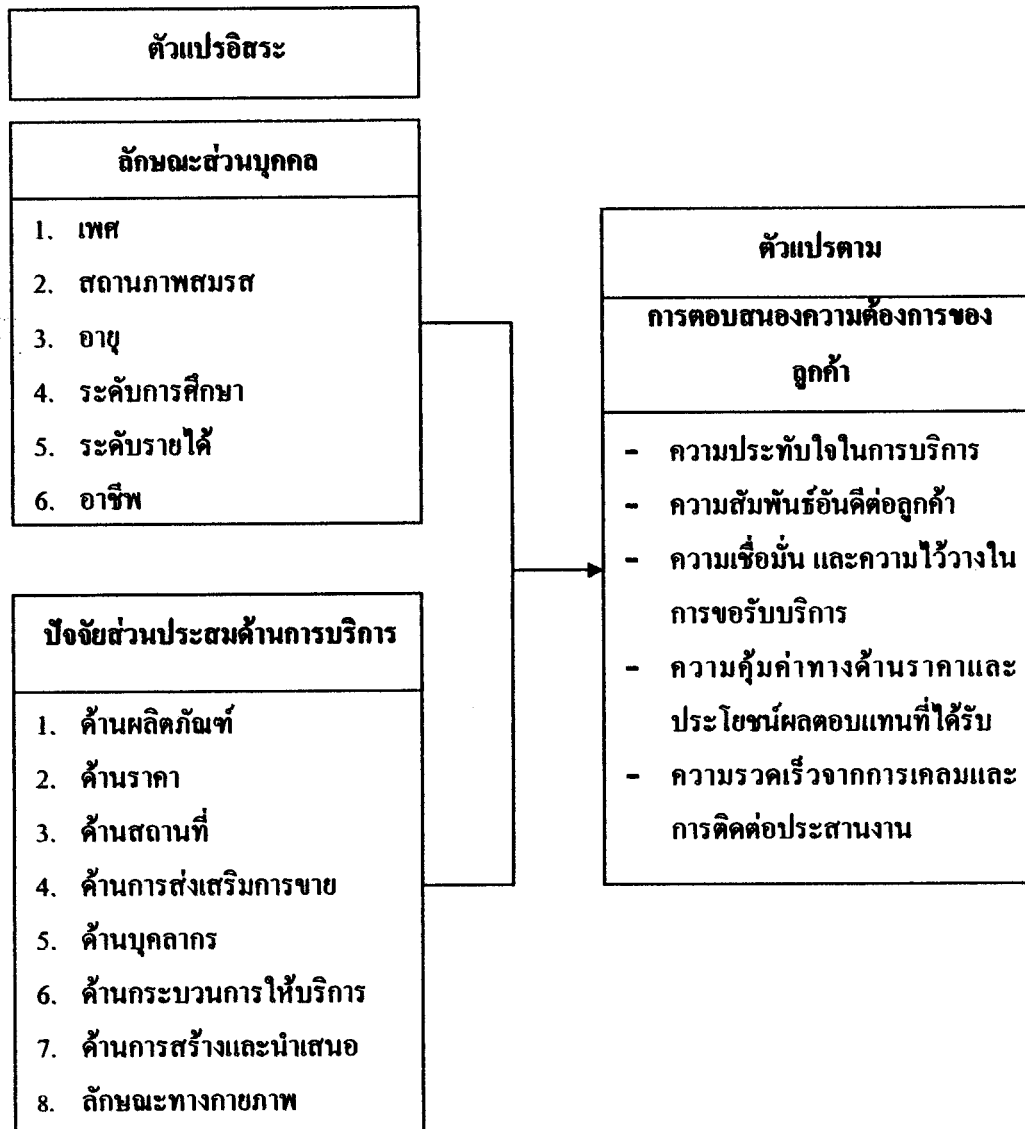 ตัวแปรอิสระ
ลักษณะส่วนบุคคล
1. เพศ
2. สถานภาพสมรส
3. อายุ
4. ระดับการศึกษา
5. ระดับรายได้
6. อาชีพ
ปัจจัยส่วนประสมด้านการบริการ
1. ด้านผลิตภัณฑ์
2. ด้านราคา
3. ด้านสถานที่
4. ด้านการส่งเสริมการขาย
5. ด้านบุคลากร
6. ด้านกระบวนการให้บริการ
7. ด้านการสร้างและนำเสนอ
8. ลักษณะทางกายภาพ
ตัวแปรตาม
การตอบสนองความต้องการของ
ลูกค้า
- ความประทับใจในการบริการ
- ความสัมพันธ์อันดีต่อลูกค้า
- ความเชื่อมั่น และความไว้วางใน
การขอรับบริการ
- ความคุ้มค่าทางด้านราคาและ
ประโยชน์ผลตอบแทนที่ได้รับ
- ความรวดเร็วจากการเคลมและ
การติดต่อประสานงาน